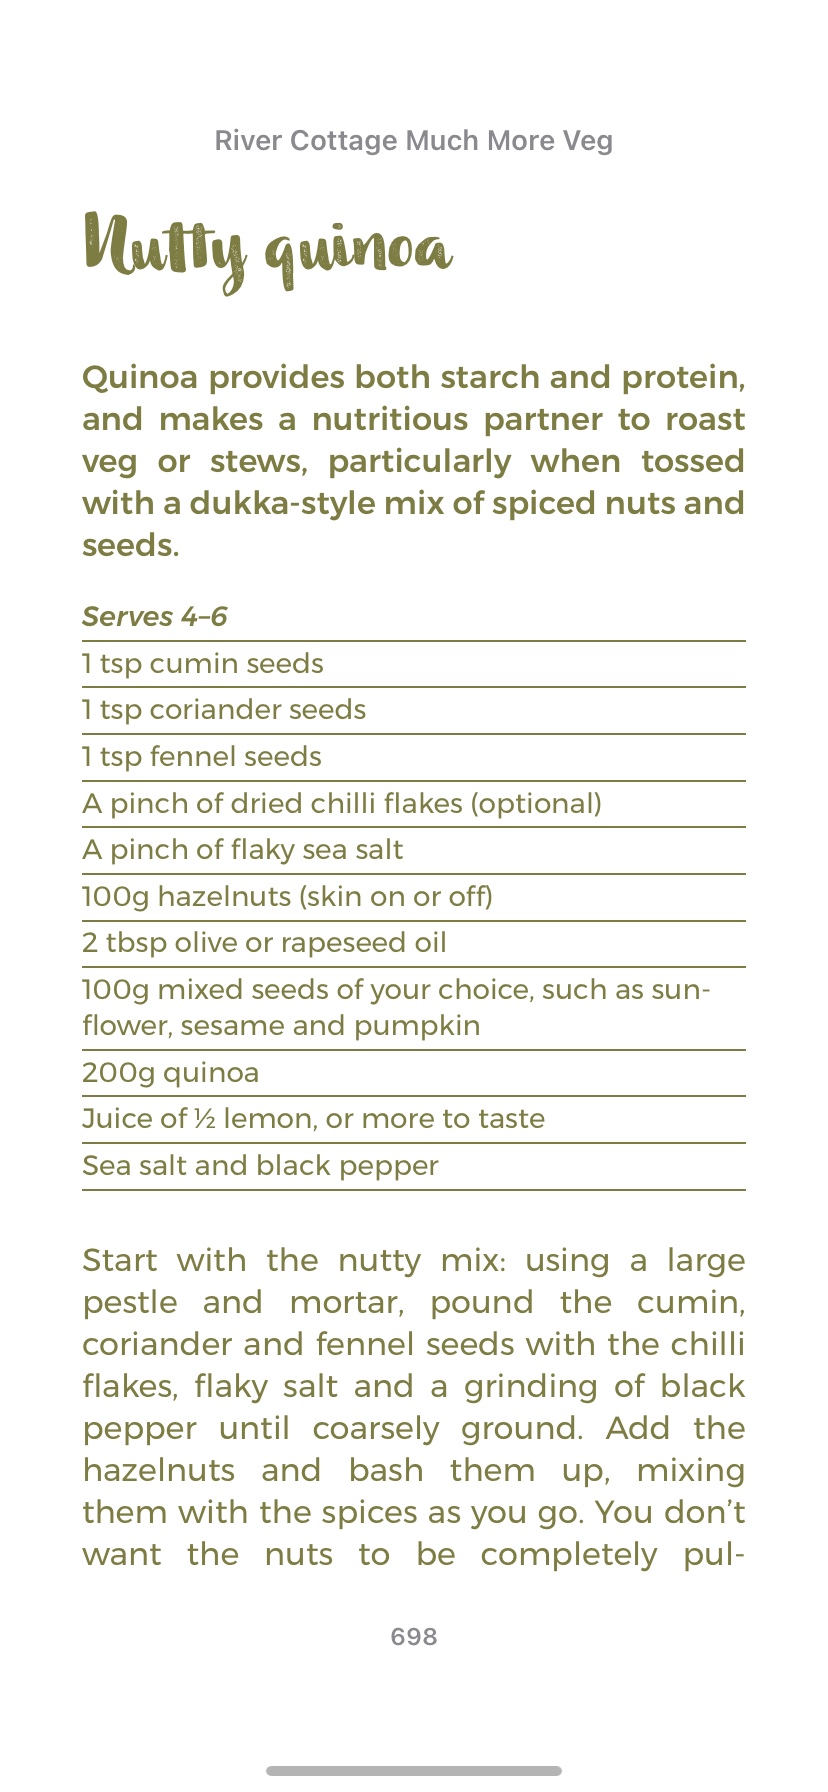 River Cottage Much More Veg
Nutty quinoa
Quinoa provides both starch and protein,
and makes a nutritious partner to roast
veg or stews, particularly when tossed
with a dukka-style mix of spiced nuts and
seeds.
Serves 4–6
1 tsp cumin seeds
1 tsp coriander seeds
1 tsp fennel seeds
A pinch of dried chilli flakes (optional)
A pinch of flaky sea salt
100g hazelnuts (skin on or off)
2 tbsp olive or rapeseed oil
100g mixed seeds of your choice, such as sun-
flower, sesame and pumpkin
200g quinoa
Juice of ½ lemon, or more to taste
Sea salt and black pepper
Start with the nutty mix: using a large
pestle and mortar, pound the cumin,
coriander and fennel seeds with the chilli
flakes, flaky salt and a grinding of black
pepper until coarsely ground. Add the
hazelnuts and bash them up, mixing
them with the spices as you go. You don’t
want the nuts to be completely pul-
698